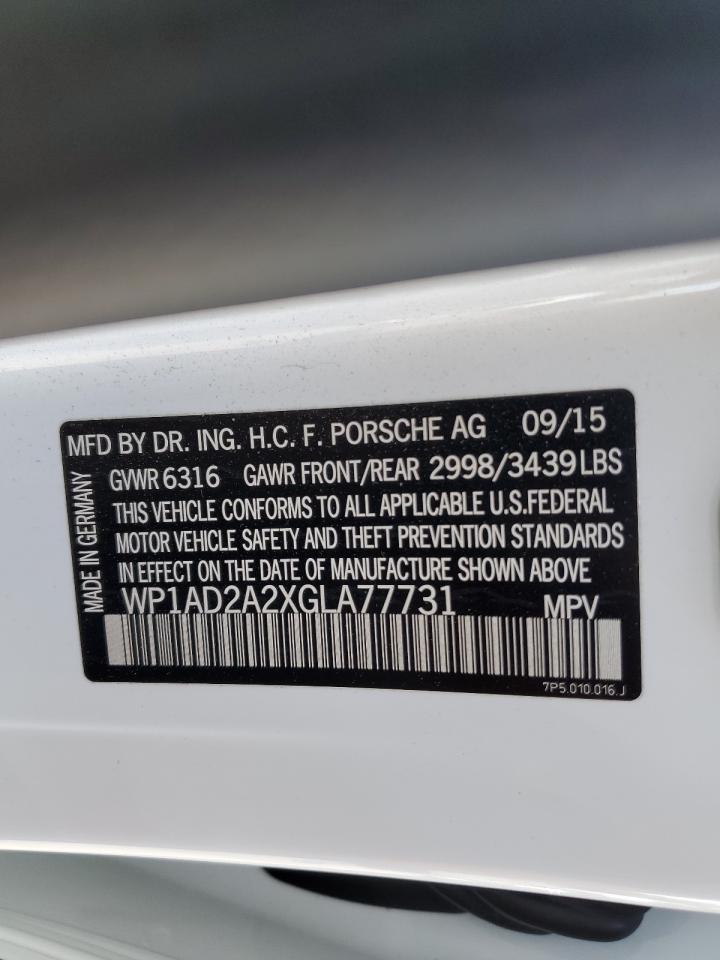 MFD BY DR. ING. H.C. F. PORSCHE AG 09/15
GVWR 6316 GAWR FRONT/REAR 2998/3439 LBS
THIS VEHICLE CONFORMS TO ALL APPLICABLE U.S.FEDERAL
MOTOR VEHICLE SAFETY AND THEFT PREVENTION STANDARDS
IN EFFECT ON THE DATE OF MANUFACTURE SHOWN ABOVE
WP1AD2A2XGLA77731 MPV
7P5.010.016.J
MADE IN GERMANY